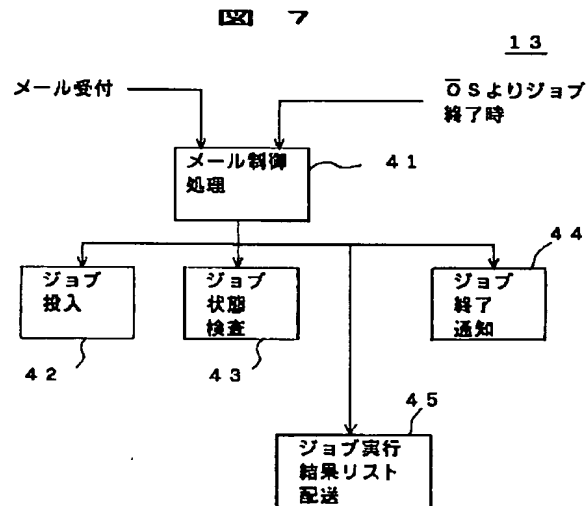 図 7
13
メール受付
OSよりジョブ
終了時
メール制御
処理
41
44
ジョブ
投入
ジョブ
状態
検査
ジョブ
終了
通知
42
43
45
ジョブ実行
結果リスト
配送